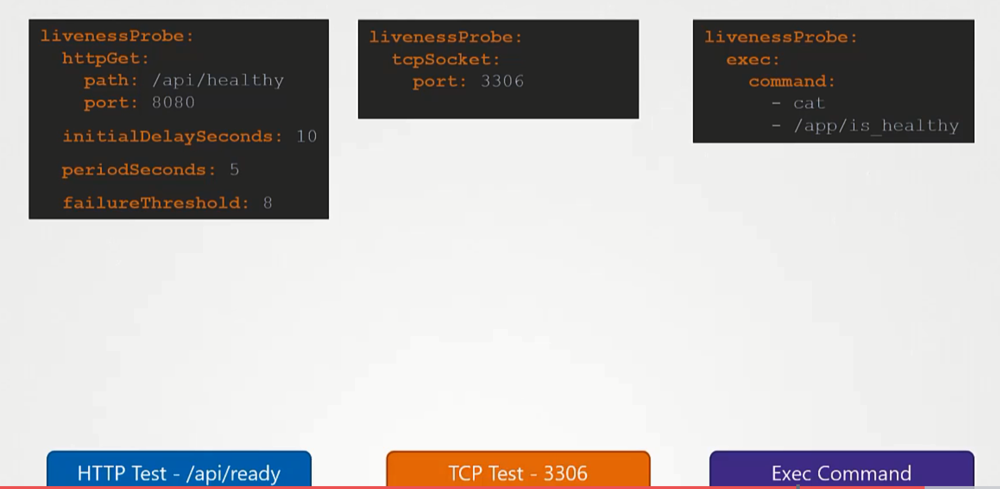 livenessProbe:
  httpGet:
    path: /api/healthy
    port: 8080
  initialDelaySeconds: 10
  periodSeconds: 5
  failureThreshold: 8
livenessProbe:
  tcpSocket:
    port: 3306
livenessProbe:
  exec:
    command:
      - cat
      - /app/is_healthy
HTTP Test - /api/ready
TCP Test - 3306
Exec Command